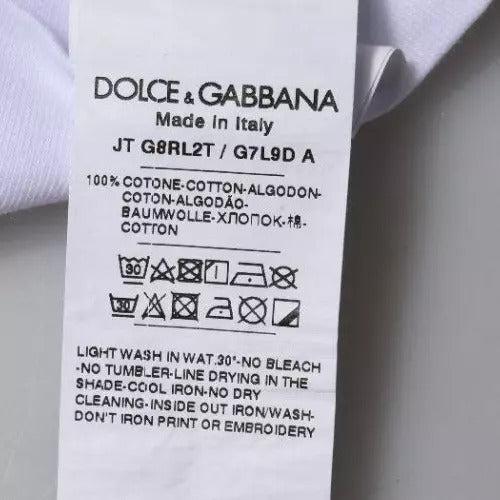 DOLCE & GABBANA
Made in Italy
JT G8RL2T / G7L9D A
100% COTONE-COTTON-ALGODON-
COTON-ALGODÃO-
BAUMWOLLE-ХЛОПОК-棉-
COTTON
30
30
LIGHT WASH IN WAT.30°-NO BLEACH
-NO TUMBLER-LINE DRYING IN THE
SHADE-COOL IRON-NO DRY
CLEANING-INSIDE OUT IRON/WASH-
DON'T IRON PRINT OR EMBROIDERY